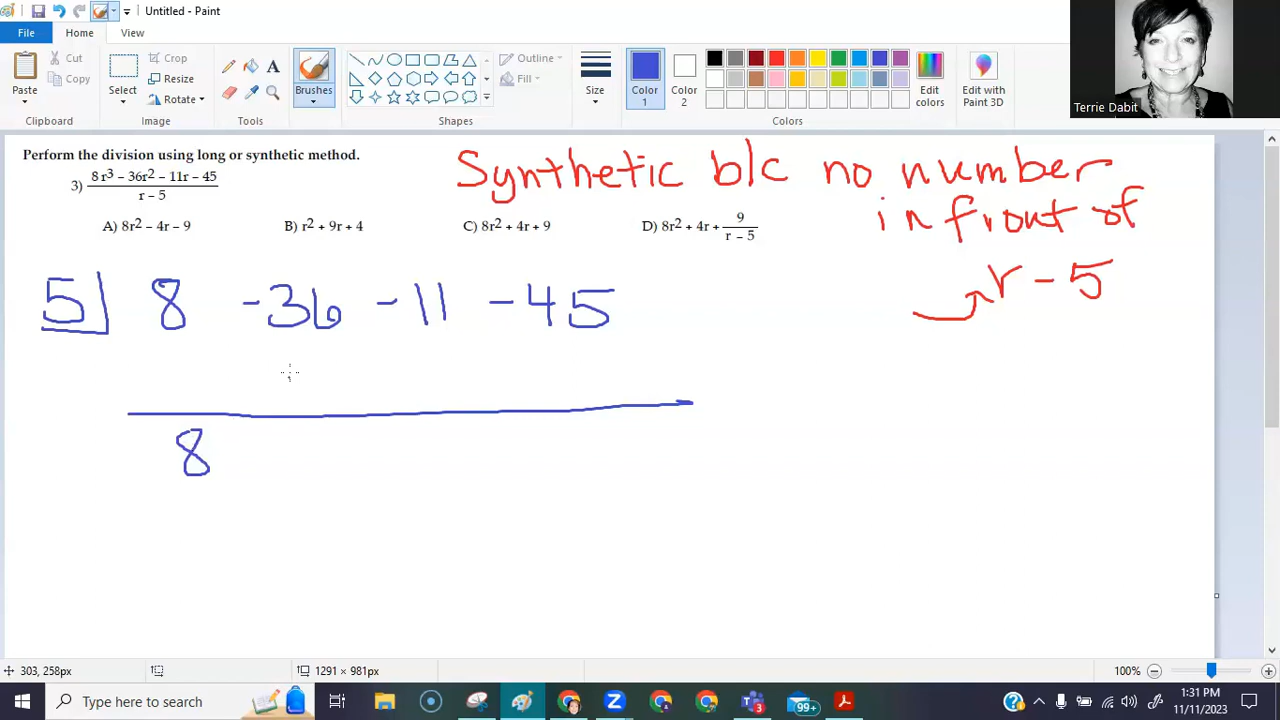 Untitled - Paint
File Home View
Paste Cut Copy Clipboard
Select Crop Resize Rotate Image
Tools
Brushes
Shapes Outline Fill
Size
Color 1 Color 2 Edit colors Colors
Edit with Paint 3D
Terrie Dabit
Perform the division using long or synthetic method.
3) 8r³ − 36r² − 11r − 45 / r − 5
A) 8r² − 4r − 9 B) r² + 9r + 4 C) 8r² + 4r + 9 D) 8r² + 4r + 9 / r − 5
Synthetic b/c no number
in front of
r - 5
5 8 -36 -11 -45
8
303, 258px 1291 × 981px 100%
Type here to search 3 99+ 1:31 PM
11/11/2023